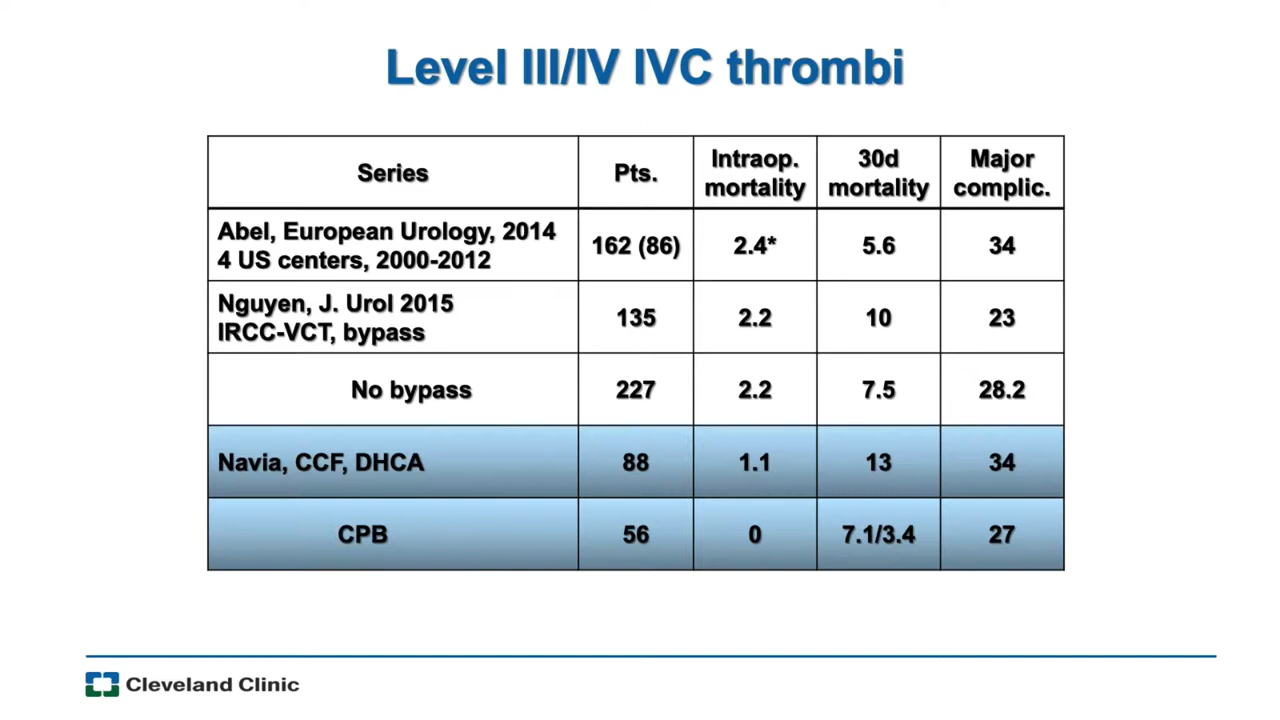 Level III/IV IVC thrombi
Series Pts. Intraop. mortality 30d mortality Major complic.
Abel, European Urology, 2014
4 US centers, 2000-2012 162 (86) 2.4* 5.6 34
Nguyen, J. Urol 2015
IRCC-VCT, bypass 135 2.2 10 23
No bypass 227 2.2 7.5 28.2
Navia, CCF, DHCA 88 1.1 13 34
CPB 56 0 7.1/3.4 27
Cleveland Clinic